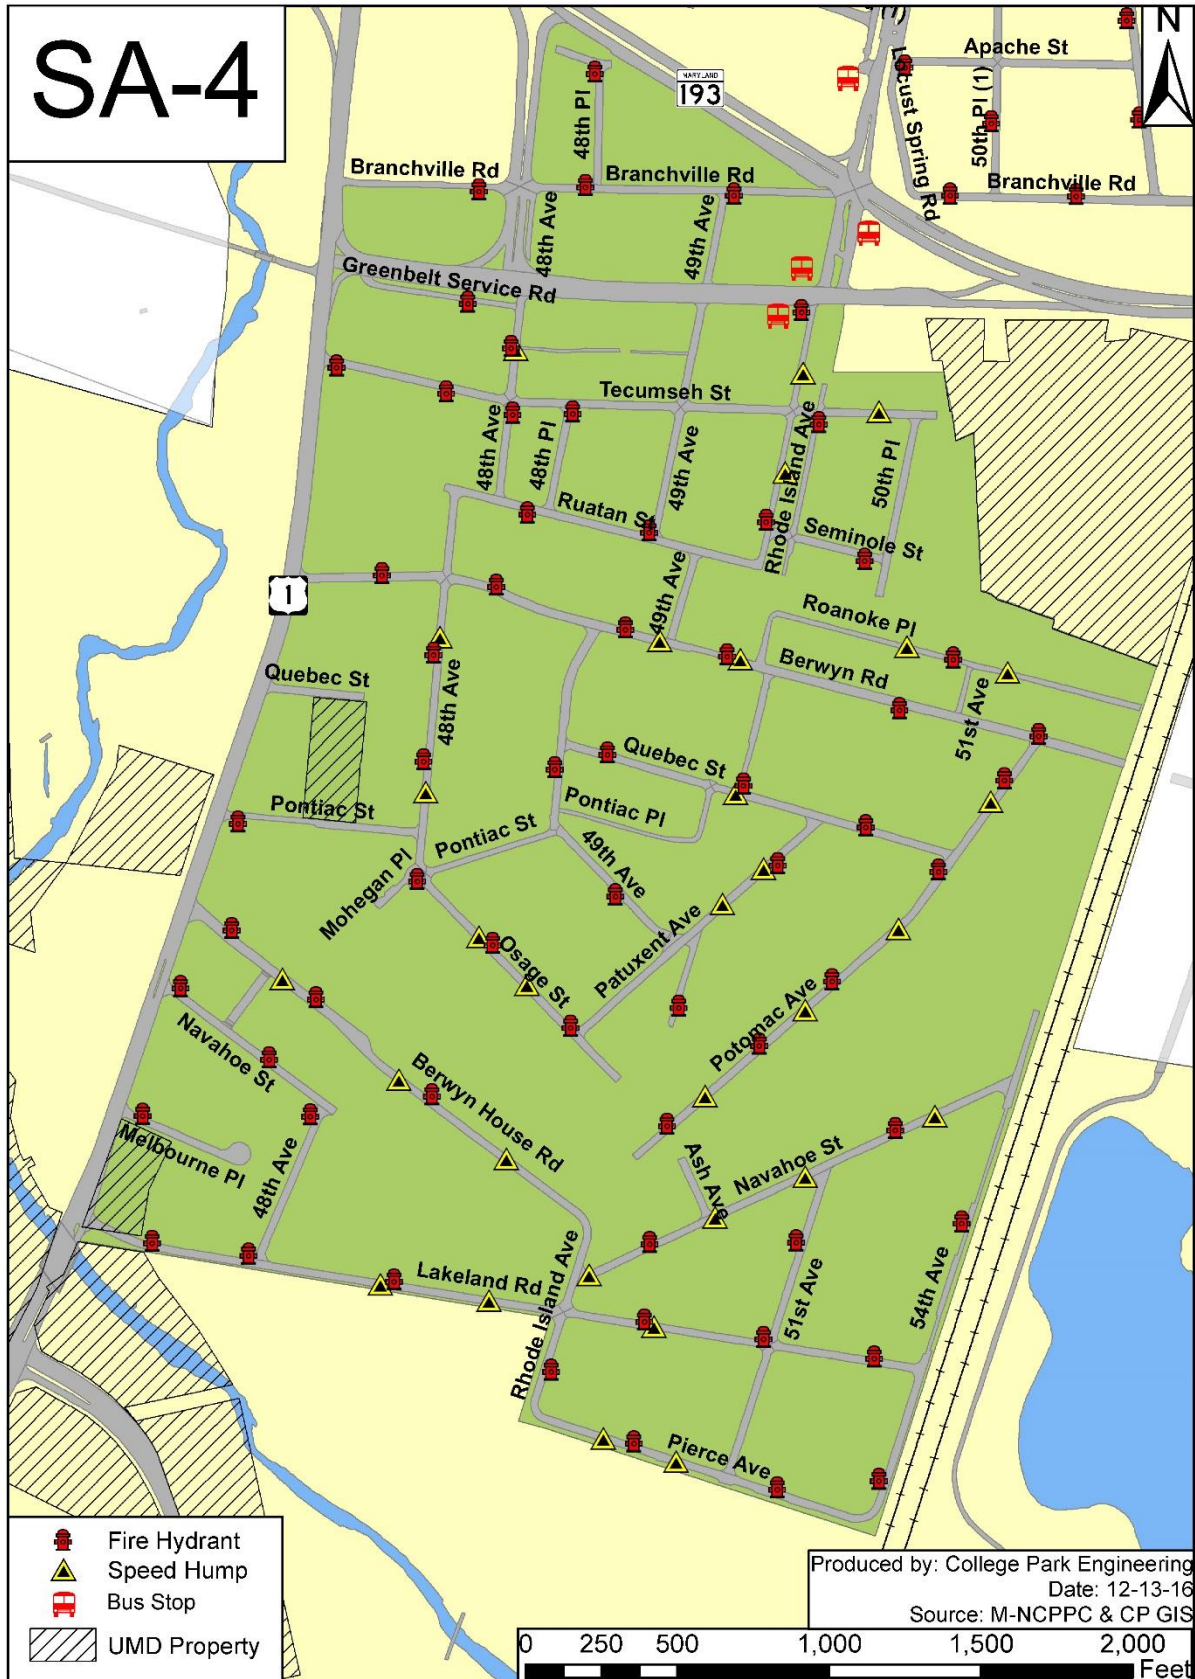 SA-4
N
MARYLAND
193
Apache St
48th Pl
50th Pl (1)
Locust Spring Rd
Branchville Rd
Branchville Rd
Branchville Rd
48th Ave
49th Ave
Greenbelt Service Rd
Tecumseh St
48th Ave
48th Pl
49th Ave
Rhode Island Ave
50th Pl
Ruatan St
Seminole St
1
49th Ave
Roanoke Pl
Berwyn Rd
Quebec St
48th Ave
51st Ave
Quebec St
Pontiac St
Pontiac Pl
Pontiac St
49th Ave
Mohegan Pl
Osage St
Patuxent Ave
Navahoe St
Potomac Ave
Berwyn House Rd
Melbourne Pl
48th Ave
Ash Ave
Navahoe St
Lakeland Rd
Rhode Island Ave
51st Ave
54th Ave
Pierce Ave
Fire Hydrant
Speed Hump
Bus Stop
UMD Property
Produced by: College Park Engineering
Date: 12-13-16
Source: M-NCPPC & CP GIS
0 250 500 1,000 1,500 2,000
Feet